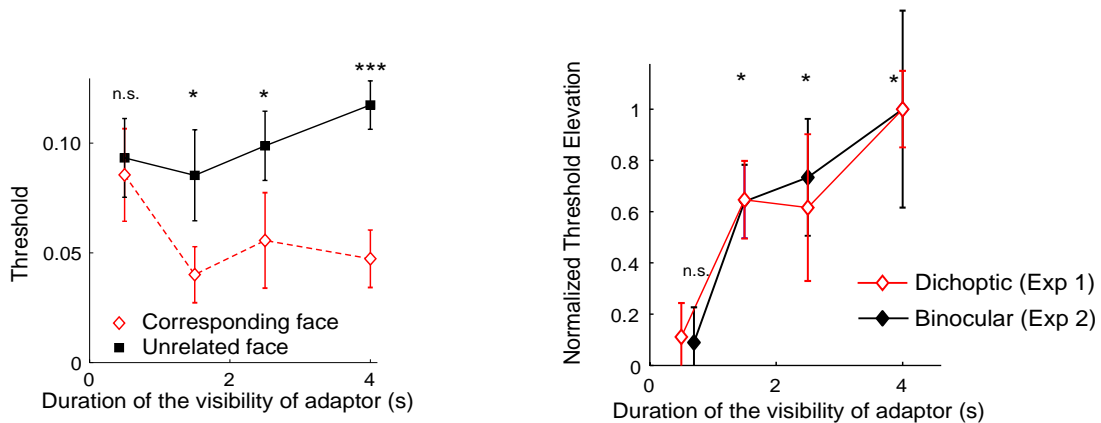 n.s.
*
*
***
0.10
0.05
0
Threshold
Corresponding face
Unrelated face
0
2
4
Duration of the visibility of adaptor (s)
*
*
*
1
0.8
0.6
0.4
0.2
0
n.s.
Normalized Threshold Elevation
Dichoptic (Exp 1)
Binocular (Exp 2)
0
2
4
Duration of the visibility of adaptor (s)